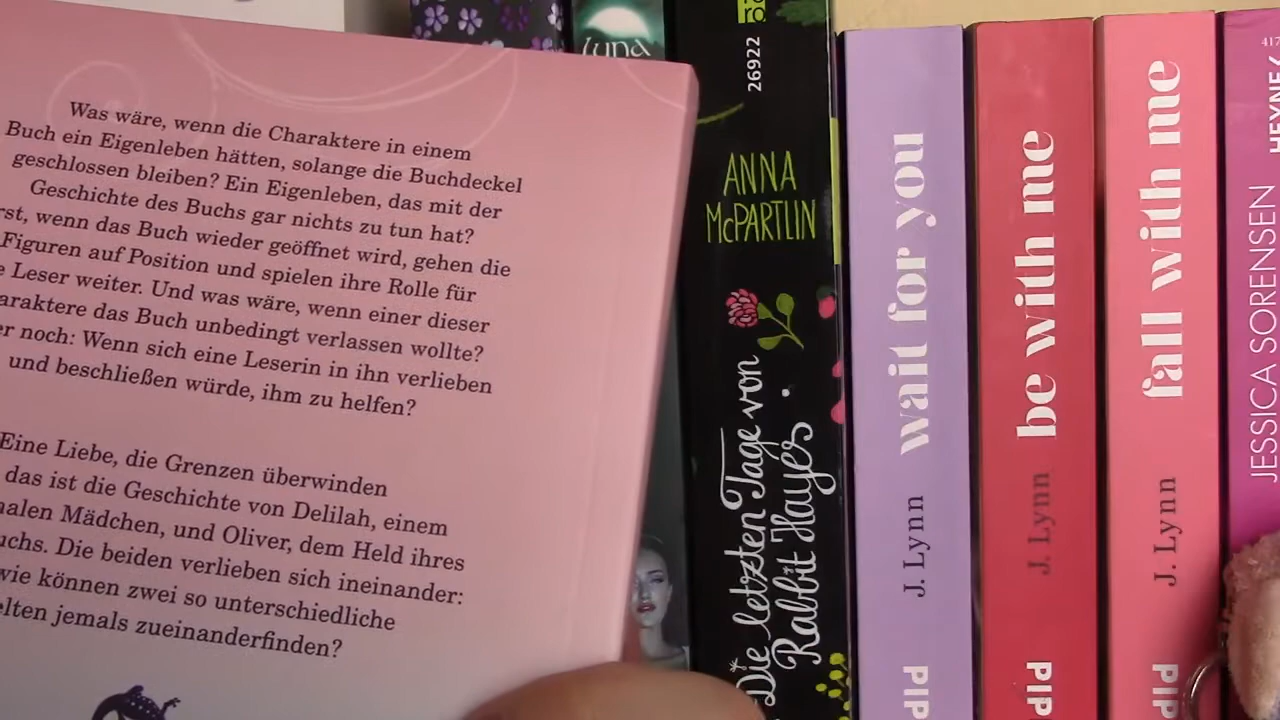 Was wäre, wenn die Charaktere in einem
Buch ein Eigenleben hätten, solange die Buchdeckel
geschlossen bleiben? Ein Eigenleben, das mit der
Geschichte des Buchs gar nichts zu tun hat?
wenn das Buch wieder geöffnet wird, gehen die
Figuren auf Position und spielen ihre Rolle für
Leser weiter. Und was wäre, wenn einer dieser
das Buch unbedingt verlassen wollte?
noch: Wenn sich eine Leserin in ihn verlieben
und beschließen würde, ihm zu helfen?
Eine Liebe, die Grenzen überwinden
das ist die Geschichte von Delilah, einem
Mädchen, und Oliver, dem Held ihres
Die beiden verlieben sich ineinander:
wie können zwei so unterschiedliche
jemals zueinanderfinden?
luna
ro
ro
26922
ANNA
McPARTLIN
Die letzten Tage von
Rabbit Hayes
wait for you
J. Lynn
be with me
J. Lynn
fall with me
J. Lynn
417
HEYNE
JESSICA SORENSEN